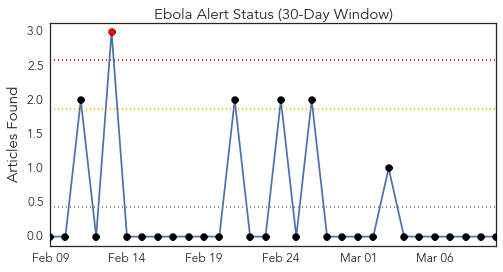 Ebola Alert Status (30-Day Window)
Articles Found
3.0
2.5
2.0
1.5
1.0
0.5
0.0
Feb 09 Feb 14 Feb 19 Feb 24 Mar 01 Mar 06